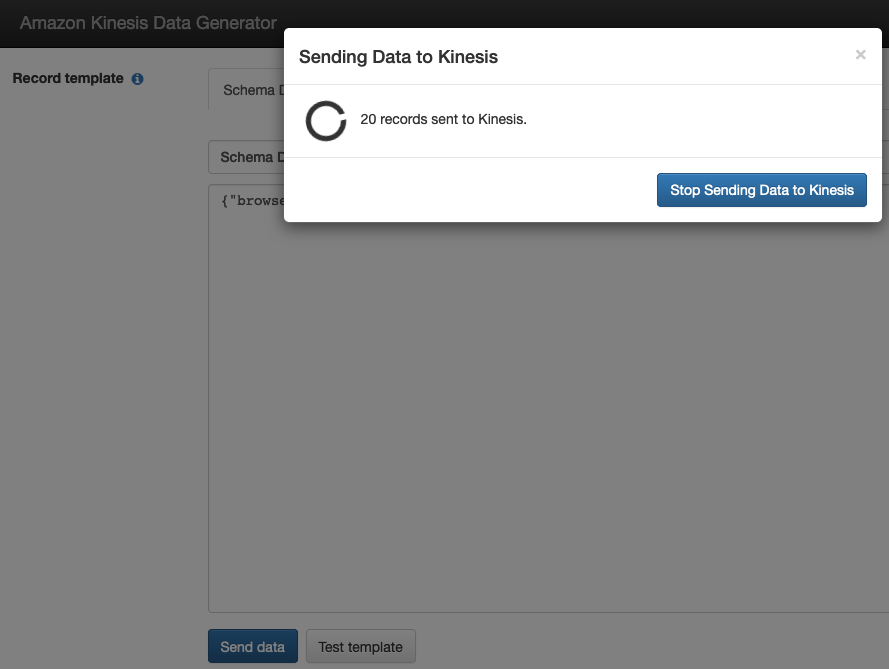 Amazon Kinesis Data Generator
Sending Data to Kinesis
×
Record template
Schema D
20 records sent to Kinesis.
Schema D
Stop Sending Data to Kinesis
{"browse
Send data
Test template